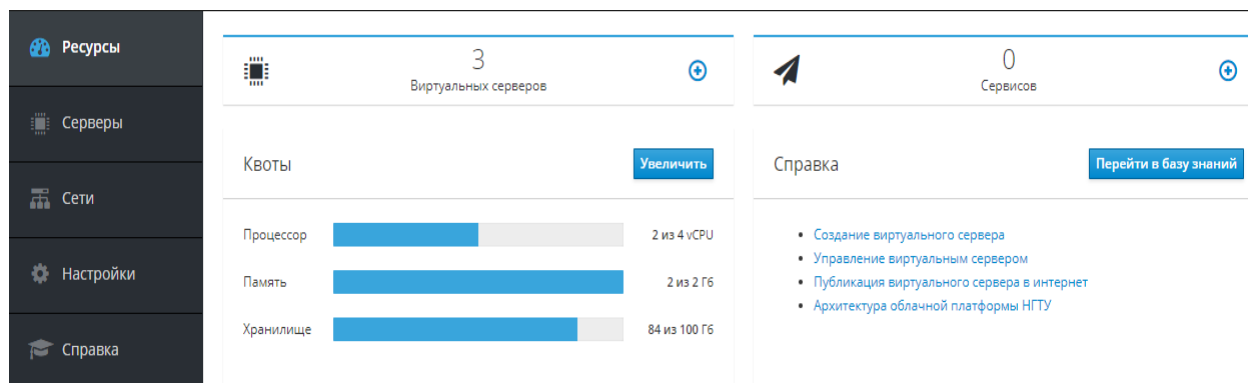 Ресурсы
Серверы
Сети
Настройки
Справка
3
Виртуальных серверов
0
Сервисов
Квоты
Увеличить
Процессор
2 из 4 vCPU
Память
2 из 2 Гб
Хранилище
84 из 100 Гб
Справка
Перейти в базу знаний
Создание виртуального сервера
Управление виртуальным сервером
Публикация виртуального сервера в интернет
Архитектура облачной платформы НГТУ